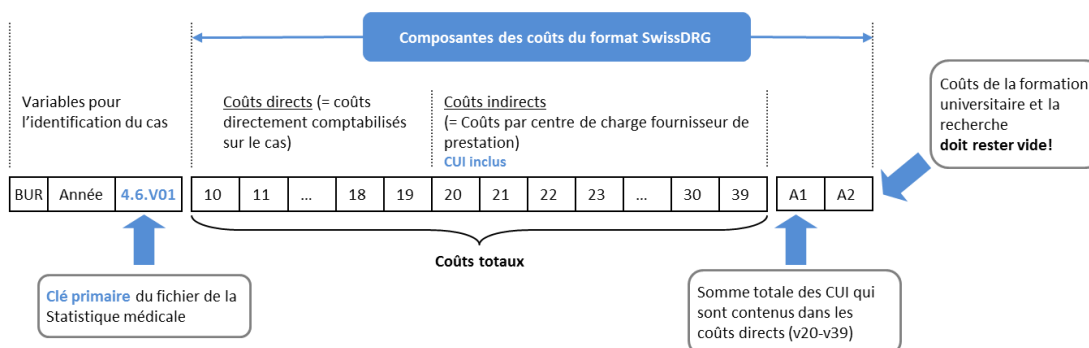 Composantes des coûts du format SwissDRG
Variables pour
l'identification du cas
Coûts directs (= coûts
directement comptabilisés
sur le cas)
Coûts indirects
(= Coûts par centre de charge fournisseur de
prestation)
CUI inclus
Coûts de la formation
universitaire et la
recherche
doit rester vide!
BUR Année 4.6.V01 10 11 ... 18 19 20 21 22 23 ... 30 39 A1 A2
Coûts totaux
Clé primaire du fichier de la
Statistique médicale
Somme totale des CUI qui
sont contenus dans les
coûts directs (v20-v39)